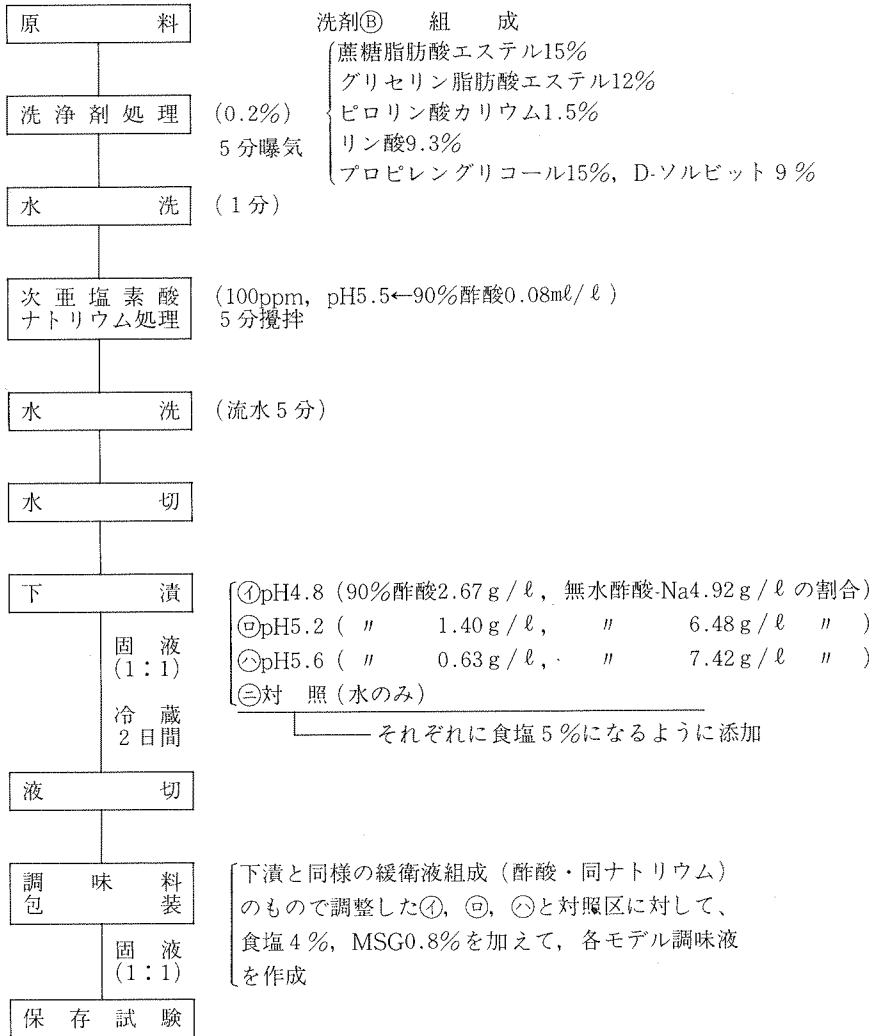 原料
洗剤Ⓑ 組成
蔗糖脂肪酸エステル15%
グリセリン脂肪酸エステル12%
洗浄剤処理 (0.2%) ピロリン酸カリウム1.5%
5分曝気 リン酸9.3%
プロピレングリコール15%, D-ソルビット9%
水洗 (1分)
次亜塩素酸 (100ppm, pH5.5←90%酢酸0.08mℓ/ℓ)
ナトリウム処理 5分攪拌
水洗 (流水5分)
水切
下漬 ㋑pH4.8 (90%酢酸2.67g/ℓ, 無水酢酸-Na4.92g/ℓの割合)
固液 ㋺pH5.2 ( 〃 1.40g/ℓ, 〃 6.48g/ℓ 〃 )
(1:1) ㋩pH5.6 ( 〃 0.63g/ℓ, 〃 7.42g/ℓ 〃 )
㋥対照 (水のみ)
冷蔵
2日間 それぞれに食塩5%になるように添加
液切
調味料 下漬と同様の緩衛液組成 (酢酸・同ナトリウム)
包装 のもので調整した㋑, ㋺, ㋩と対照区に対して、
固液 食塩4%, MSG0.8%を加えて, 各モデル調味液
(1:1) を作成
保存試験